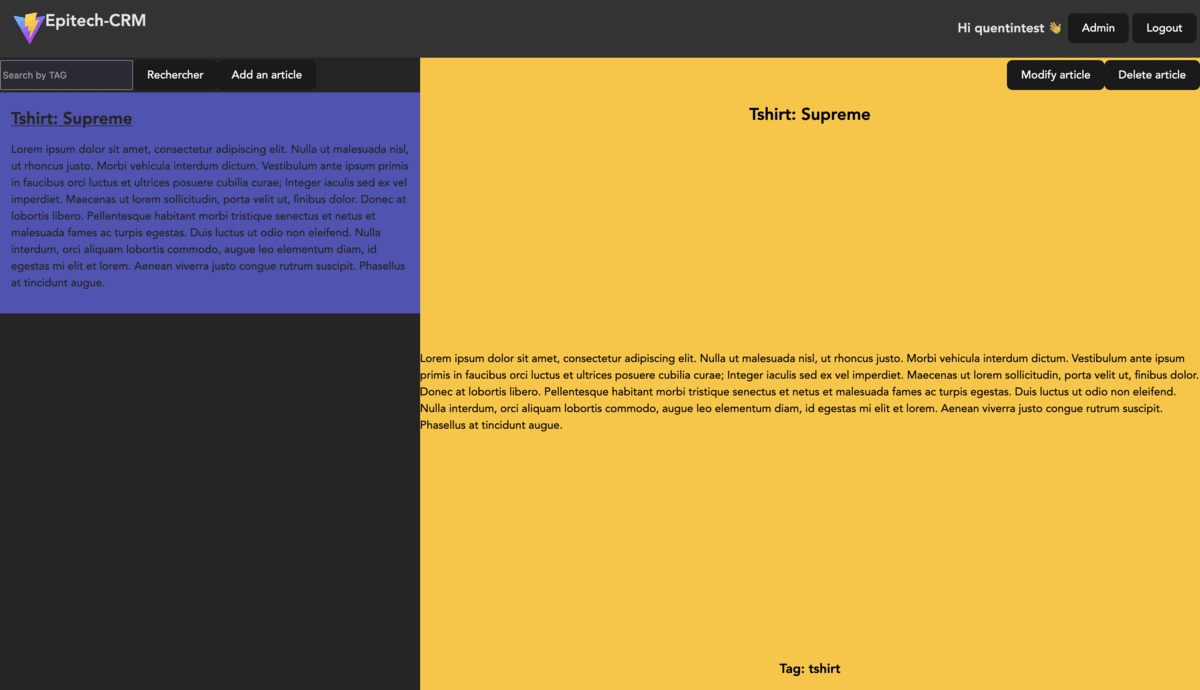 Epitech-CRM
Hi quentintest 👋 Admin Logout
Search by TAG Rechercher Add an article
Modify article Delete article
Tshirt: Supreme
Lorem ipsum dolor sit amet, consectetur adipiscing elit. Nulla ut malesuada nisl,
ut rhoncus justo. Morbi vehicula interdum dictum. Vestibulum ante ipsum primis
in faucibus orci luctus et ultrices posuere cubilia curae; Integer iaculis sed ex vel
imperdiet. Maecenas ut lorem sollicitudin, porta velit ut, finibus dolor. Donec at
lobortis libero. Pellentesque habitant morbi tristique senectus et netus et
malesuada fames ac turpis egestas. Duis luctus ut odio non eleifend. Nulla
interdum, orci aliquam lobortis commodo, augue leo elementum diam, id
egestas mi elit et lorem. Aenean viverra justo congue rutrum suscipit. Phasellus
at tincidunt augue.
Tshirt: Supreme
Lorem ipsum dolor sit amet, consectetur adipiscing elit. Nulla ut malesuada nisl, ut rhoncus justo. Morbi vehicula interdum dictum. Vestibulum ante ipsum
primis in faucibus orci luctus et ultrices posuere cubilia curae; Integer iaculis sed ex vel imperdiet. Maecenas ut lorem sollicitudin, porta velit ut, finibus dolor.
Donec at lobortis libero. Pellentesque habitant morbi tristique senectus et netus et malesuada fames ac turpis egestas. Duis luctus ut odio non eleifend.
Nulla interdum, orci aliquam lobortis commodo, augue leo elementum diam, id egestas mi elit et lorem. Aenean viverra justo congue rutrum suscipit.
Phasellus at tincidunt augue.
Tag: tshirt